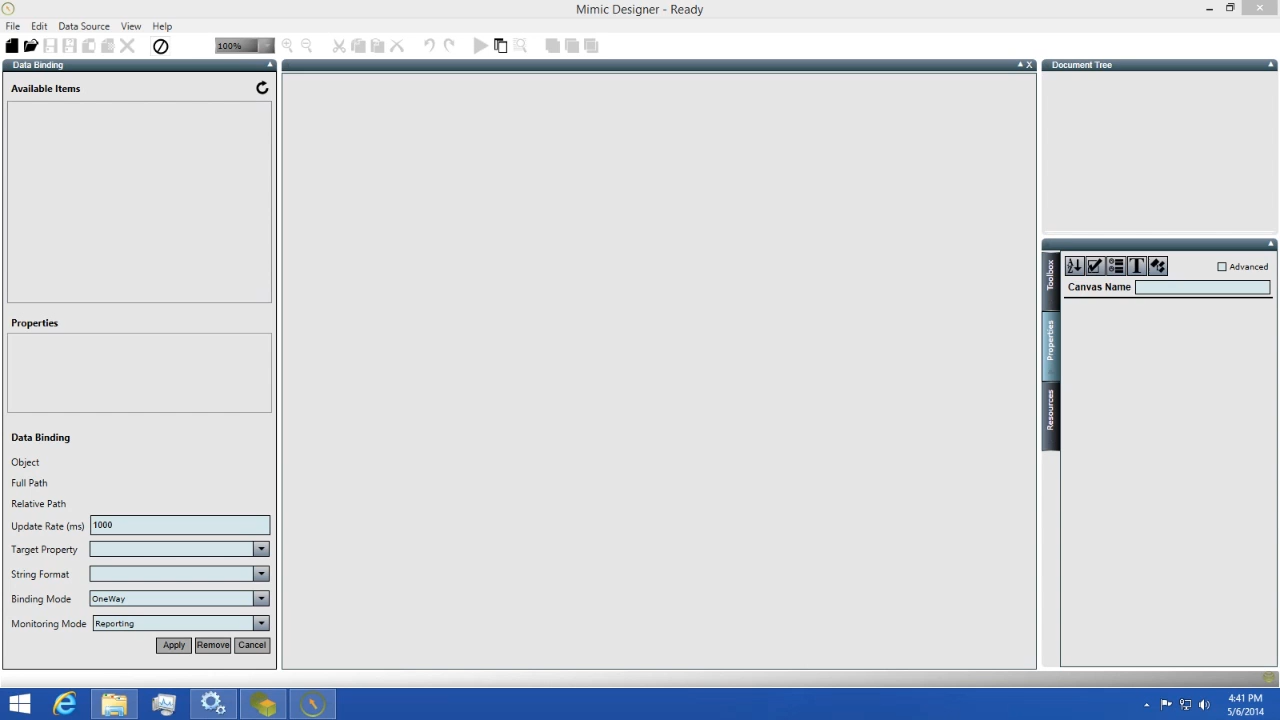 Mimic Designer - Ready
File Edit Data Source View Help
100%
Data Binding
X
Document Tree
Available Items
Advanced
Canvas Name
Toolbox
Properties
Resources
Properties
Data Binding
Object
Full Path
Relative Path
Update Rate (ms) 1000
Target Property
String Format
Binding Mode OneWay
Monitoring Mode Reporting
Apply Remove Cancel
4:41 PM
5/6/2014